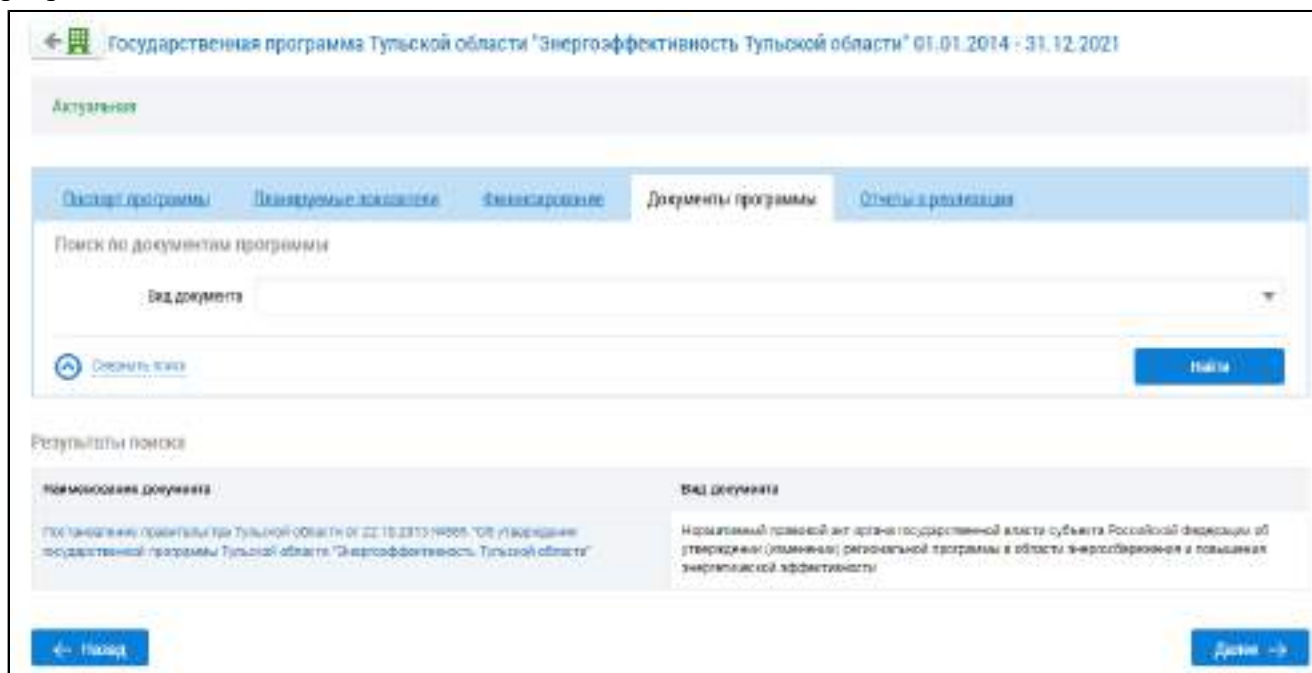 Государственная программа Тульской области "Энергоэффективность Тульской области" 01.01.2014 - 31.12.2021
Актуальная
Паспорт программы Планируемые показатели Финансирование Документы программы Отчеты о реализации
Поиск по документам программы
Вид документа
Свернуть поиск
Найти
Результаты поиска
Наименование документа Вид документа
Постановление правительства Тульской области от 22.10.2013 "Об утверждении
государственной программы Тульской области "Энергоэффективность Тульской области"
Нормативный правовой акт органа государственной власти субъекта Российской Федерации об
утверждении (изменении) региональной программы в области энергосбережения и повышения
энергетической эффективности
Назад
Далее